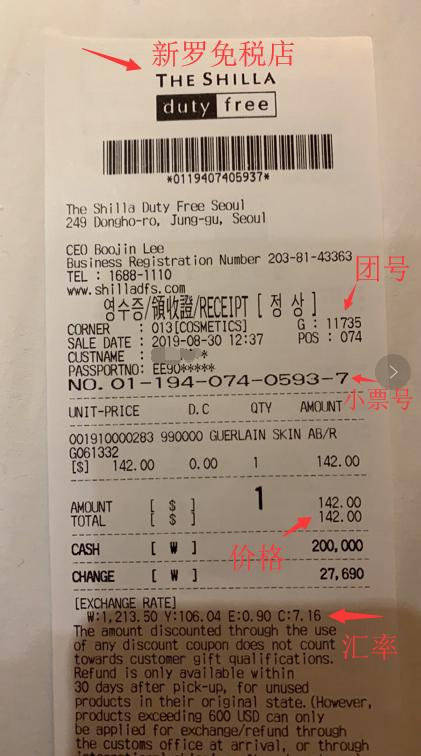 新罗免税店
THE SHILLA
duty free
*0119407405937*
The Shilla Duty Free Seoul
249 Dongho-ro, Jung-gu, Seoul
CEO Boojin Lee
Business Registration Number 203-81-43363
TEL : 1688-1110
www.shilladfs.com
团号
영수증/領收證/RECEIPT [ 정 상 ]
CORNER : 013[COSMETICS] G : 11735
SALE DATE : 2019-08-30 12:37 POS : 074
CUSTNAME : *
PASSPORTNO: EE90*****
NO. 01-194-074-0593-7
小票号
UNIT-PRICE D.C QTY AMOUNT
001910000283 990000 GUERLAIN SKIN AB/R
G061332
[$] 142.00 0.00 1 142.00
AMOUNT [ $ ] 1 142.00
TOTAL [ $ ] 142.00
价格
CASH [ ₩ ] 200,000
CHANGE [ ₩ ] 27,690
[EXCHANGE RATE]
W:1,213.50 Y:106.04 E:0.90 C:7.16
汇率
The amount discounted through the use
of any discount coupon does not count
towards customer gift qualifications.
Refund is only available within
30 days after pick-up, for unused
products in their original state. (However,
products exceeding 600 USD can only
be applied for exchange/refund through
the customs office at arrival, or through